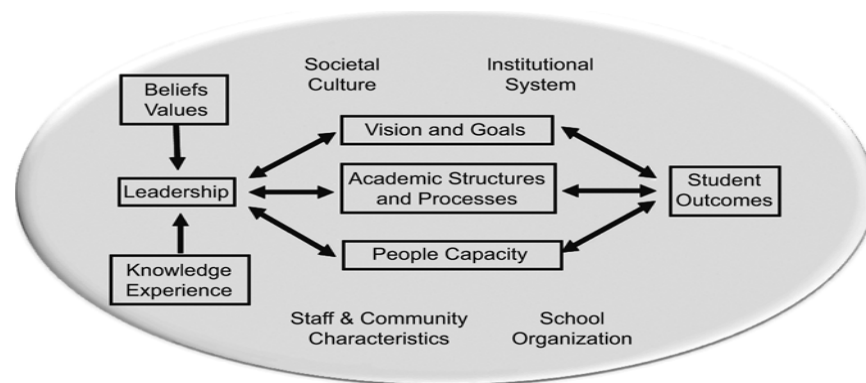 Societal
Culture
Institutional
System
Beliefs
Values
Vision and Goals
Leadership
Academic Structures
and Processes
Student
Outcomes
People Capacity
Knowledge
Experience
Staff & Community
Characteristics
School
Organization